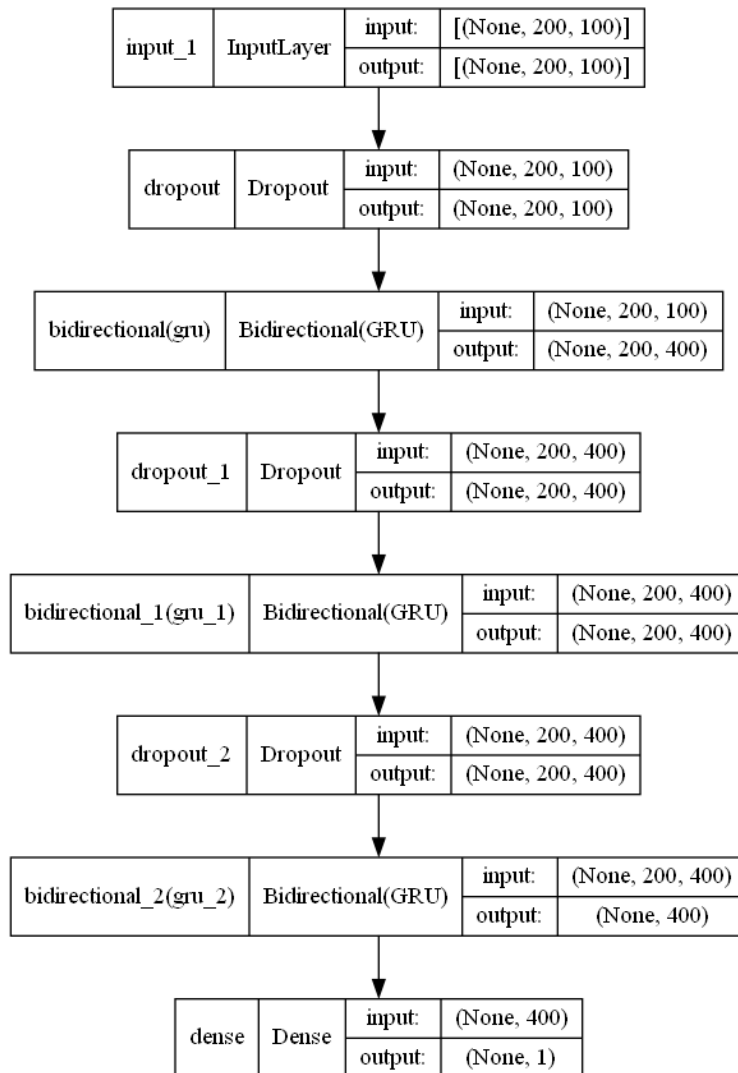 input_1 InputLayer input: [(None, 200, 100)]
output: [(None, 200, 100)]
dropout Dropout input: (None, 200, 100)
output: (None, 200, 100)
bidirectional(gru) Bidirectional(GRU) input: (None, 200, 100)
output: (None, 200, 400)
dropout_1 Dropout input: (None, 200, 400)
output: (None, 200, 400)
bidirectional_1(gru_1) Bidirectional(GRU) input: (None, 200, 400)
output: (None, 200, 400)
dropout_2 Dropout input: (None, 200, 400)
output: (None, 200, 400)
bidirectional_2(gru_2) Bidirectional(GRU) input: (None, 200, 400)
output: (None, 400)
dense Dense input: (None, 400)
output: (None, 1)